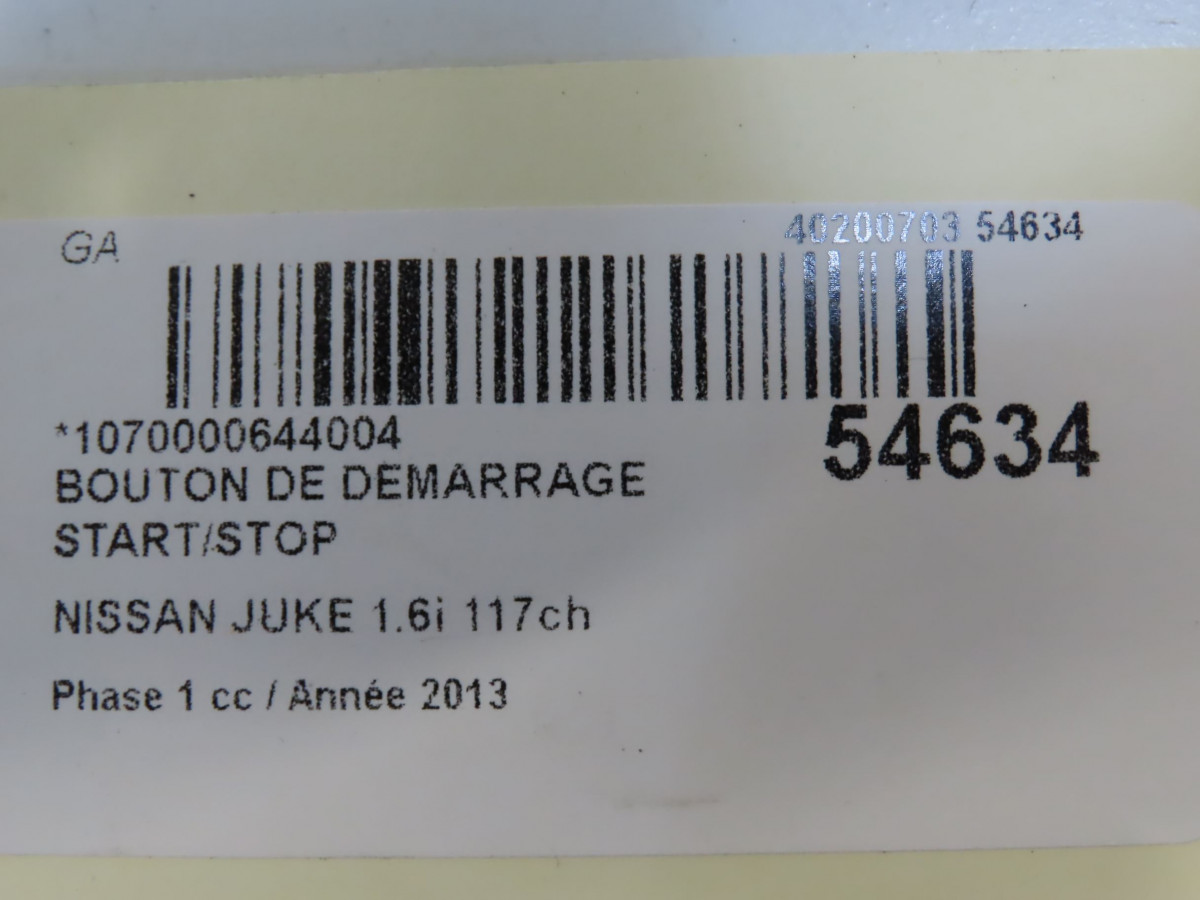 GA
40200703 54634
*1070000644004
54634
BOUTON DE DEMARRAGE
START/STOP
NISSAN JUKE 1.6i 117ch
Phase 1 cc / Année 2013